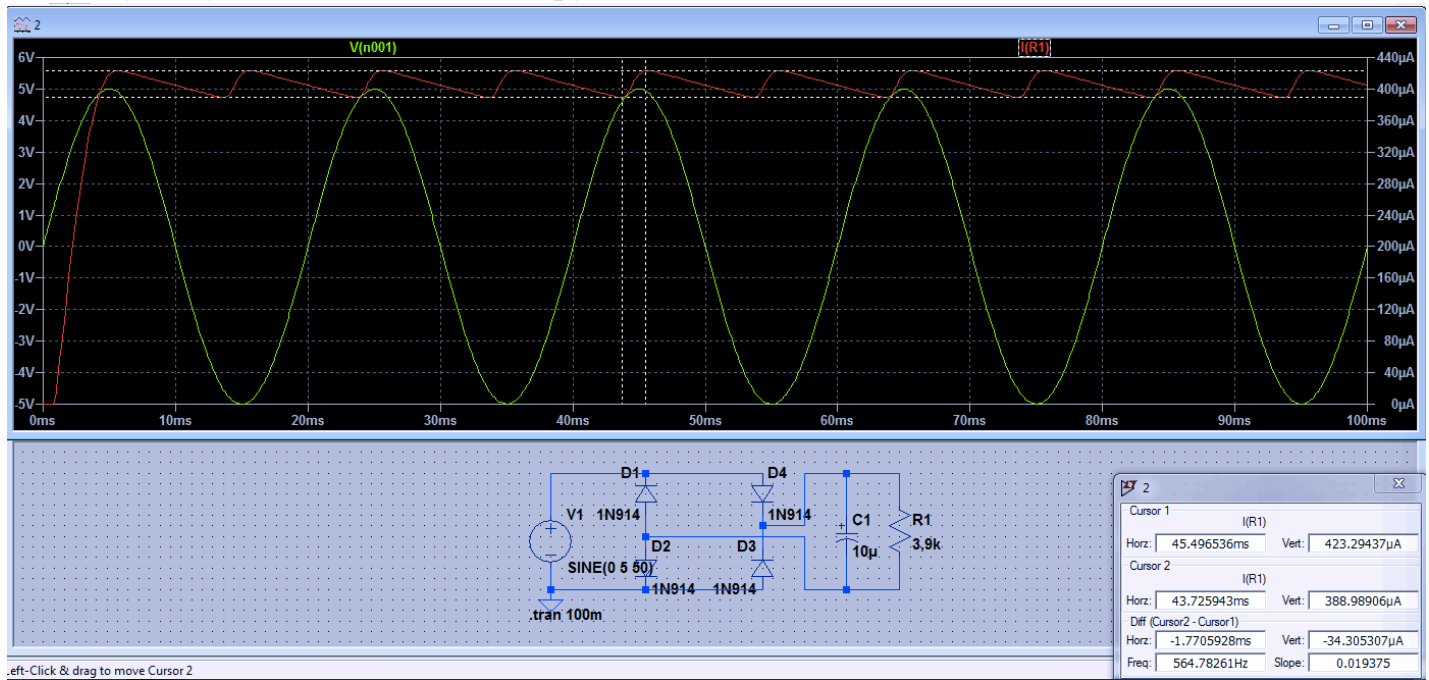 2
V(n001) I(R1)
6V 440µA
5V 400µA
4V 360µA
3V 320µA
2V 280µA
1V 240µA
0V 200µA
-1V 160µA
-2V 120µA
-3V 80µA
-4V 40µA
-5V 0µA
0ms 10ms 20ms 30ms 40ms 50ms 60ms 70ms 80ms 90ms 100ms
D1 D4
V1 1N914 1N914 C1 R1
+
D2 D3 10µ 3,9k
SINE(0 5 50)
1N914 1N914
.tran 100m
2
Cursor 1
I(R1)
Horz: 45.496536ms Vert: 423.29437µA
Cursor 2
I(R1)
Horz: 43.725943ms Vert: 388.98906µA
Diff (Cursor2 - Cursor1)
Horz: -1.7705928ms Vert: -34.305307µA
Freq: 564.78261Hz Slope: 0.019375
Left-Click & drag to move Cursor 2